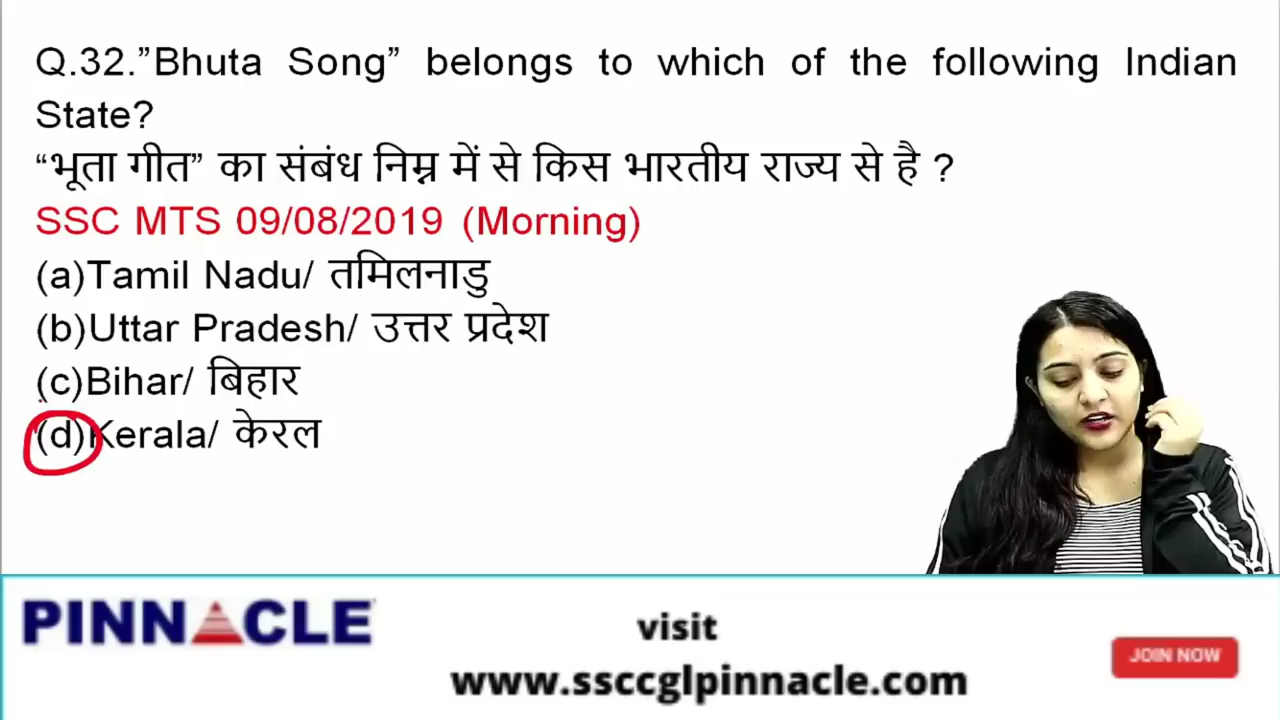 Q.32.”Bhuta Song” belongs to which of the following Indian
State?
“भूता गीत” का संबंध निम्न में से किस भारतीय राज्य से है ?
SSC MTS 09/08/2019 (Morning)
(a)Tamil Nadu/ तमिलनाडु
(b)Uttar Pradesh/ उत्तर प्रदेश
(c)Bihar/ बिहार
(d)Kerala/ केरल
PINNACLE
visit
www.ssccglpinnacle.com
JOIN NOW